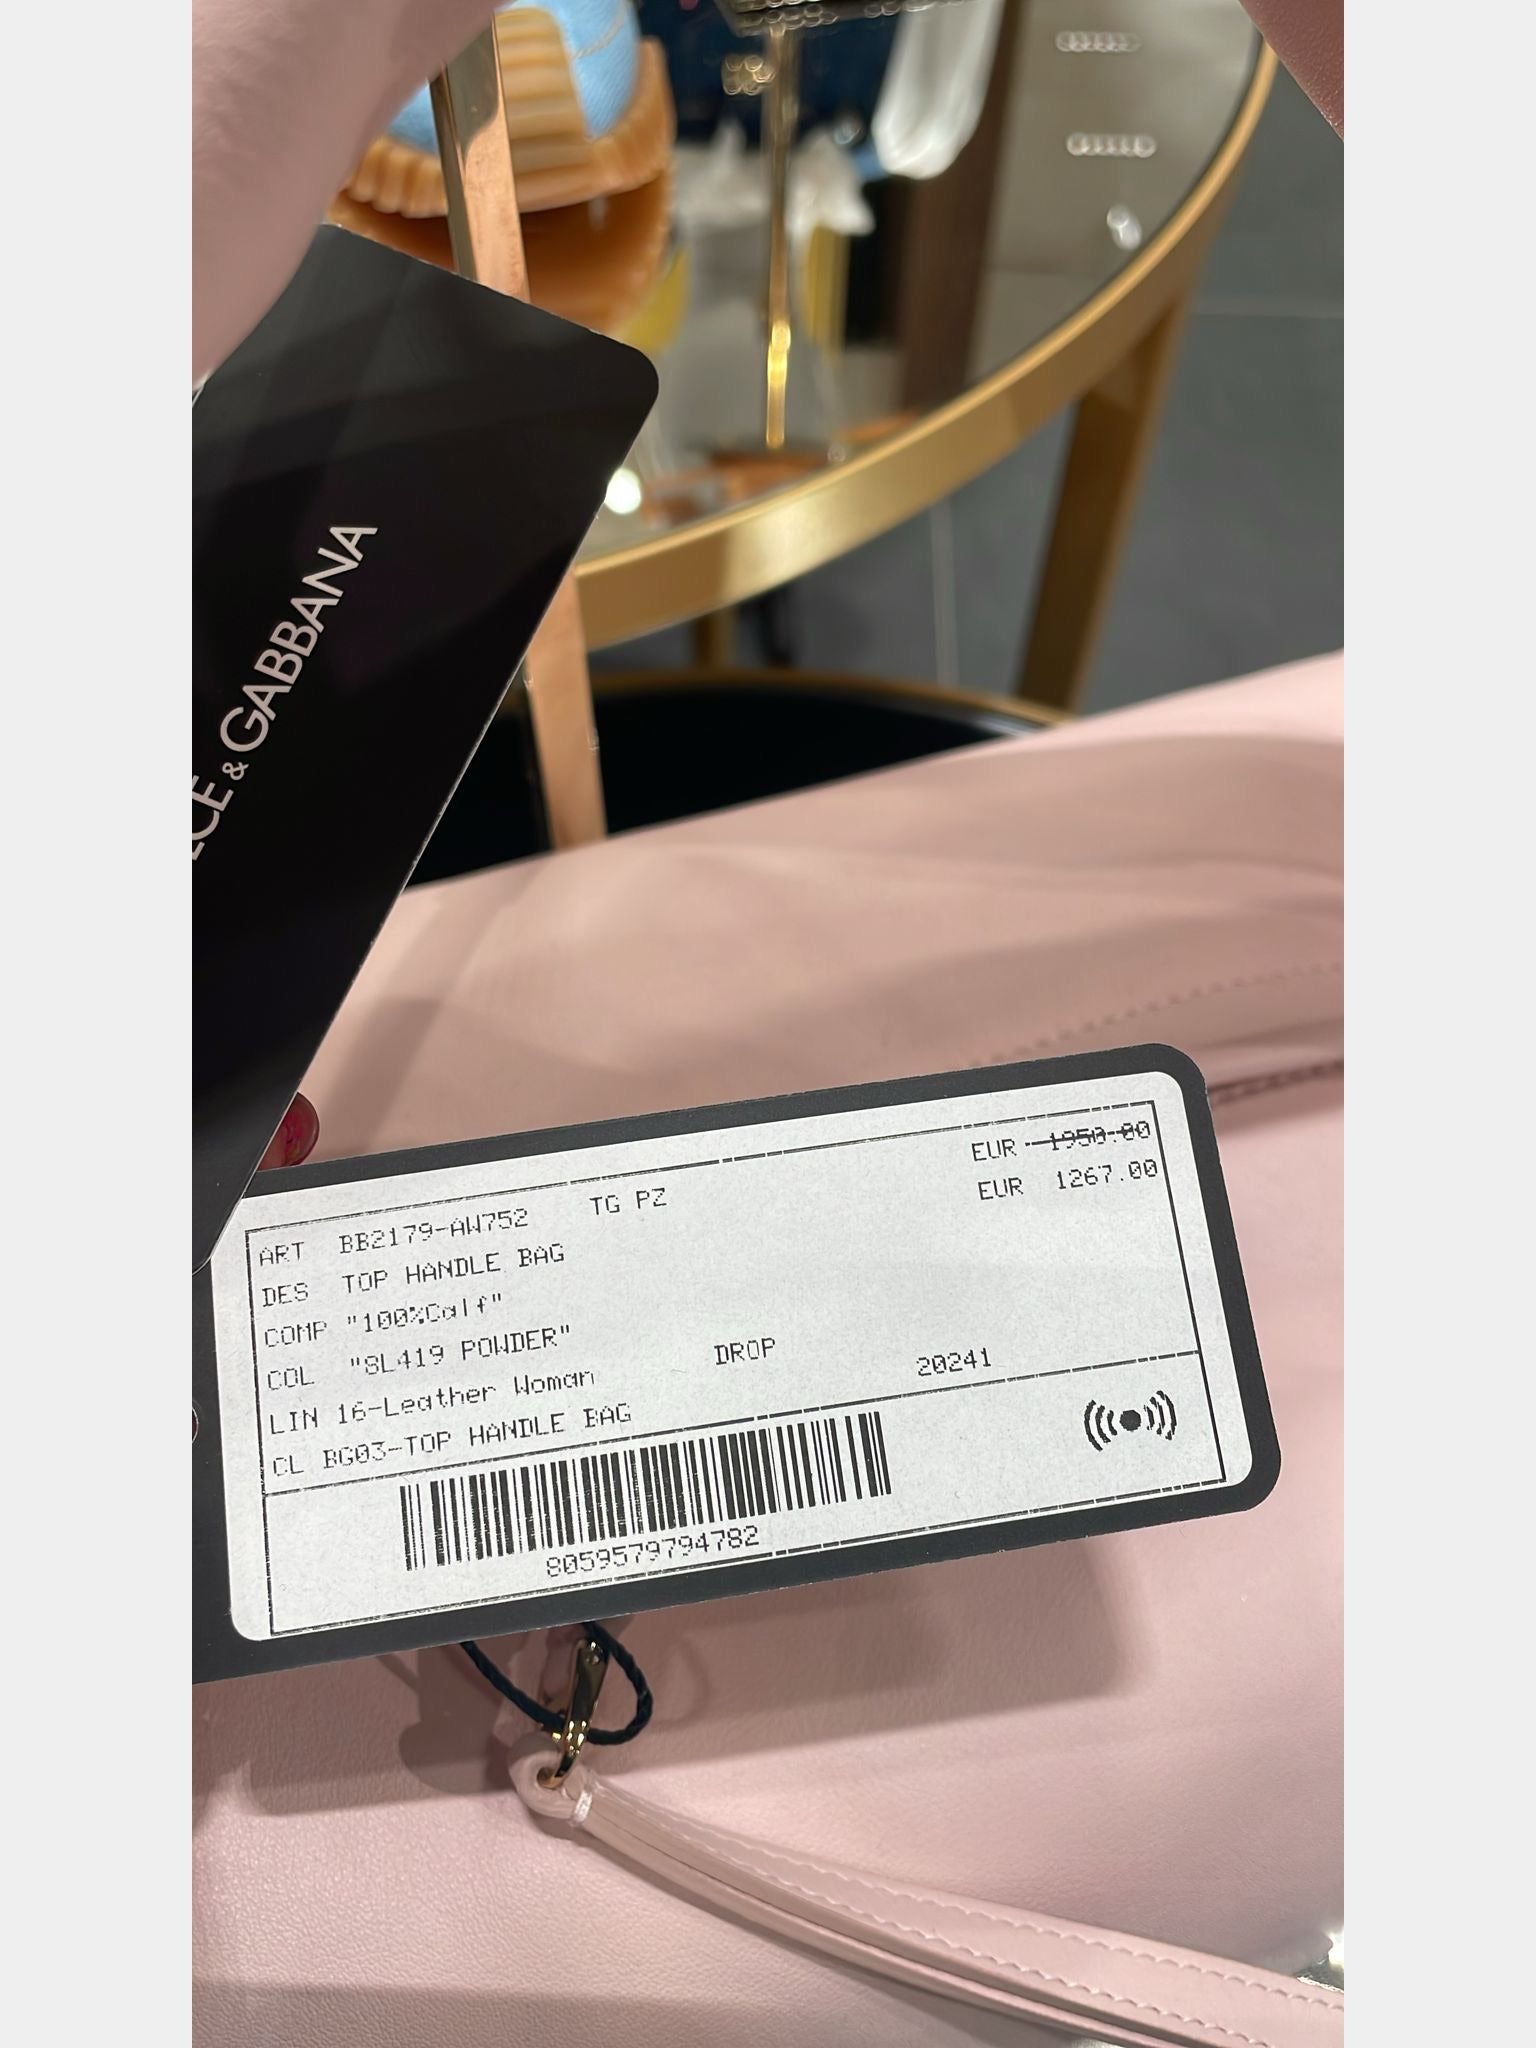 CE & GABBANA
EUR 1950.00
ART BB2179-AW752 TG PZ EUR 1267.00
DES TOP HANDLE BAG
COMP "100%Calf"
COL "8L419 POWDER"
LIN 16-Leather Woman DROP 20241
CL BG03-TOP HANDLE BAG
8059579794782